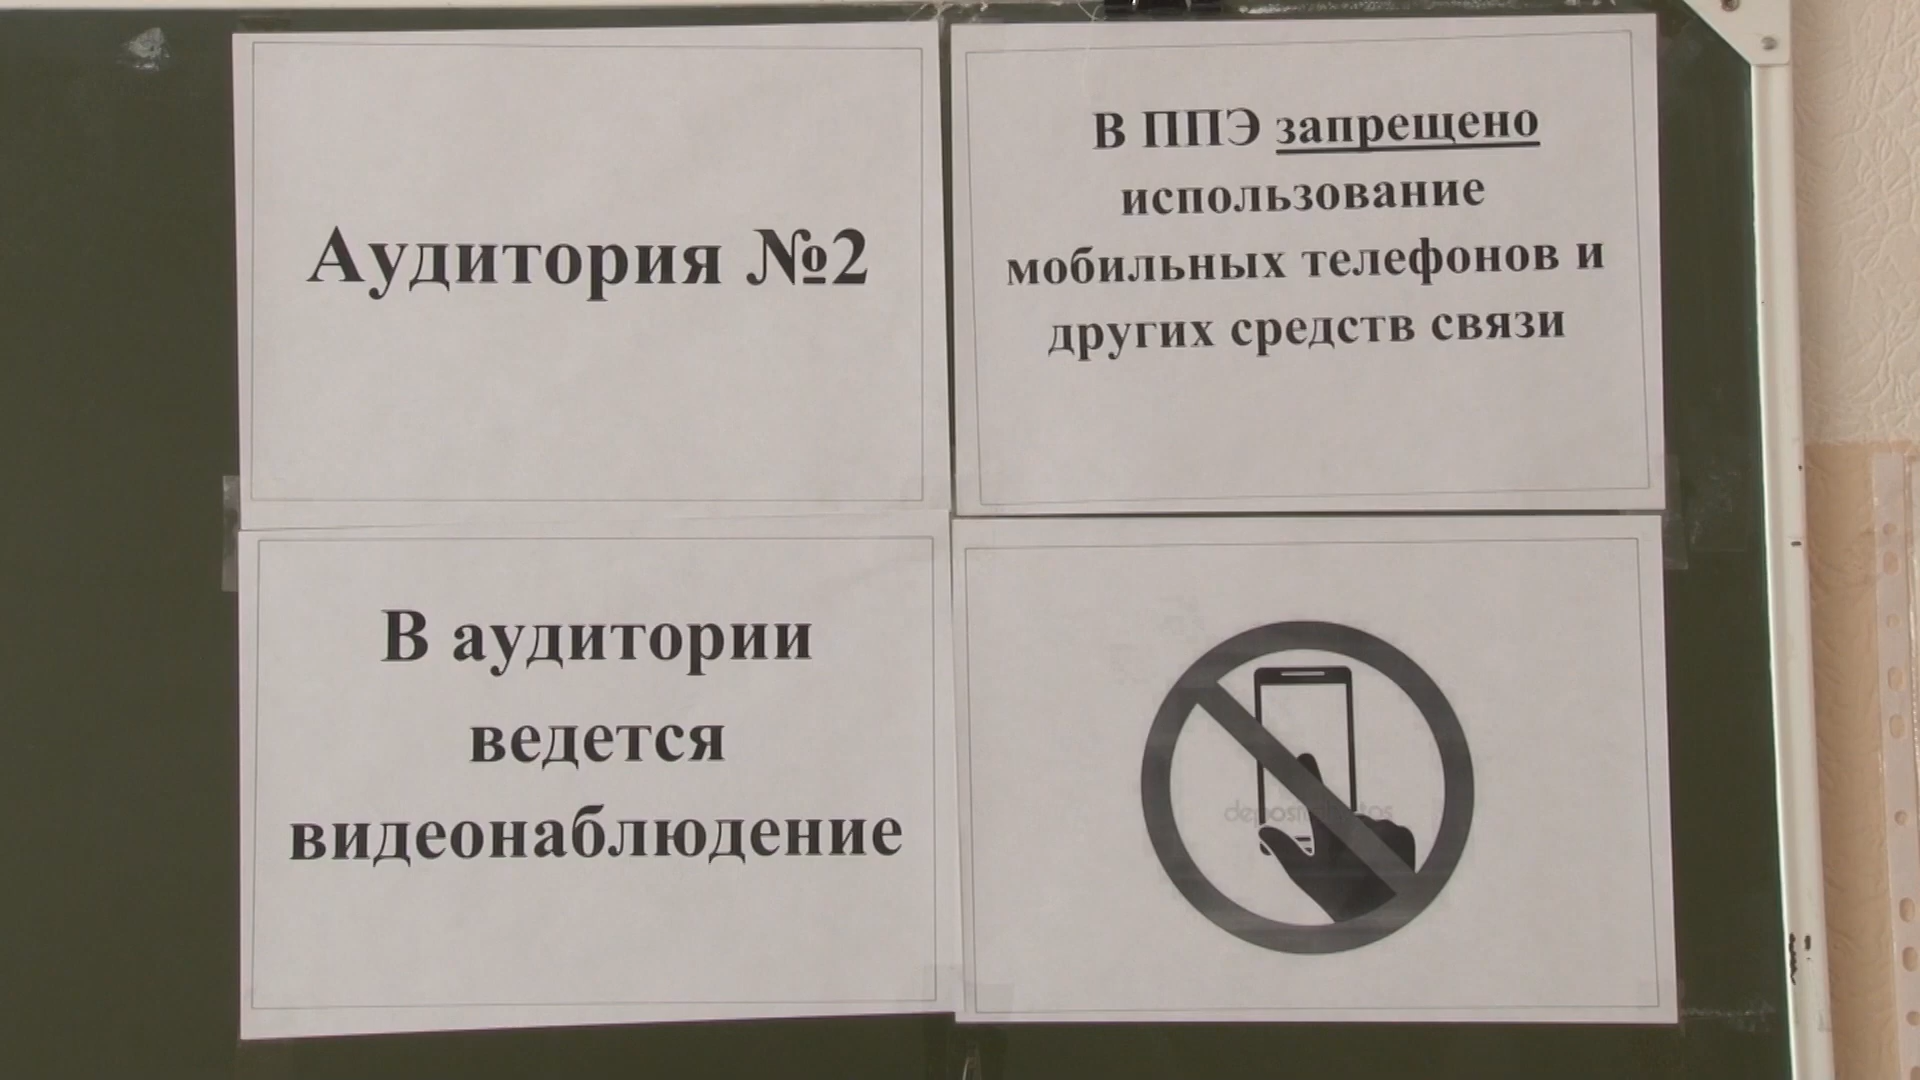 Аудитория №2
В ППЭ запрещено
использование
мобильных телефонов и
других средств связи
В аудитории
ведется
видеонаблюдение